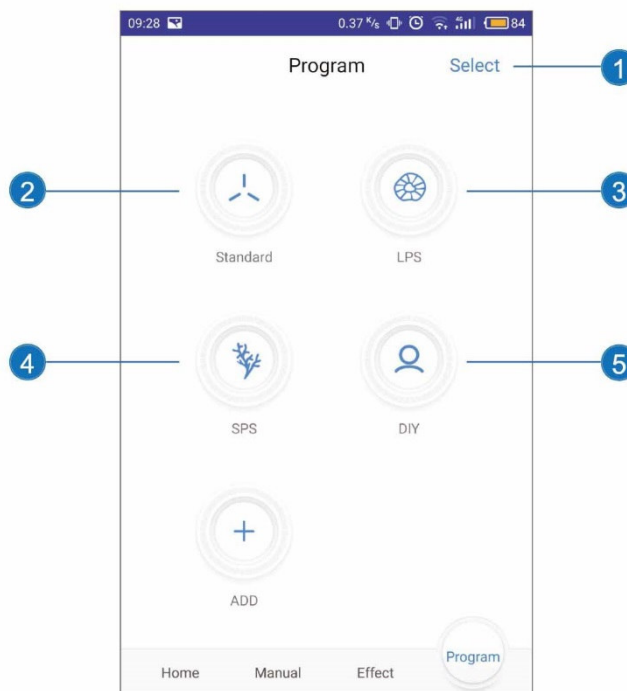 09:28 0.37 K/s 4G 84
Program Select 1
2 3
Standard LPS
4 5
SPS DIY
ADD
Home Manual Effect Program